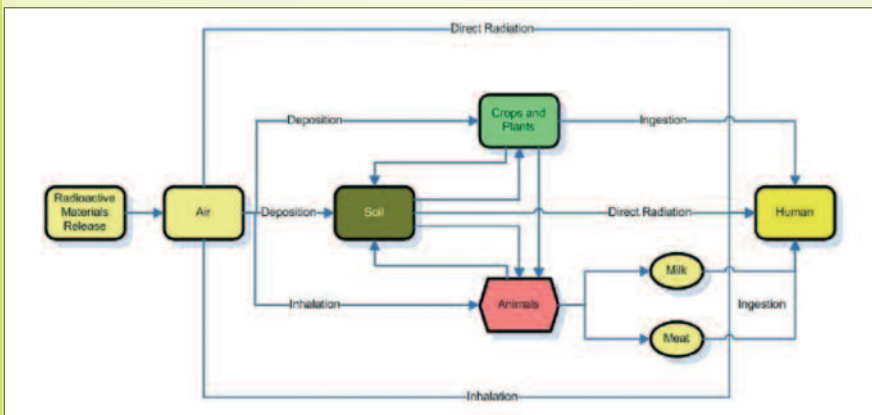 Direct Radiation
Deposition
Crops and
Plants
Ingestion
Radioactive
Materials
Release
Air
Deposition
Soil
Direct Radiation
Human
Milk
Inhalation
Animals
Ingestion
Meat
Inhalation